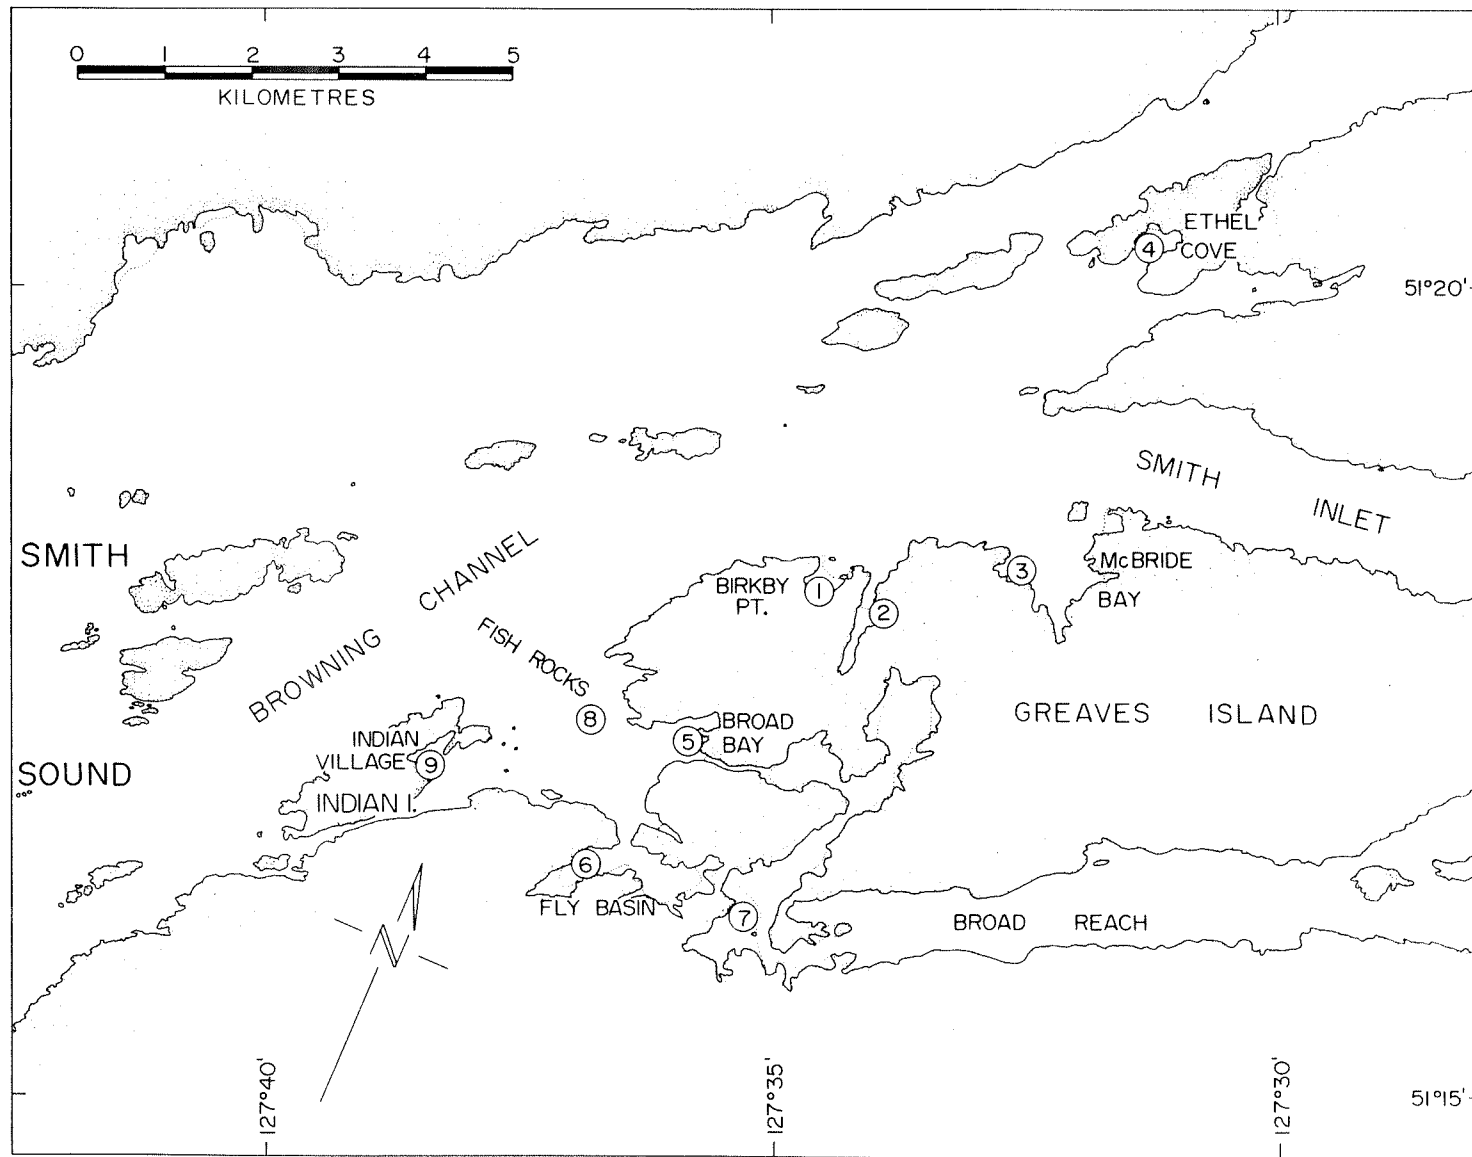 0 1 2 3 4 5
KILOMETRES
ETHEL
④ COVE
51°20'
SMITH
INLET
SMITH
CHANNEL
BROWNING
FISH ROCKS
BIRKBY
PT.
①
②
③
McBRIDE
BAY
GREAVES ISLAND
⑧
BROAD
⑤ BAY
INDIAN
VILLAGE ⑨
INDIAN I.
SOUND
⑥
FLY BASIN
⑦
BROAD REACH
N
127°40'
127°35'
127°30'
51°15'